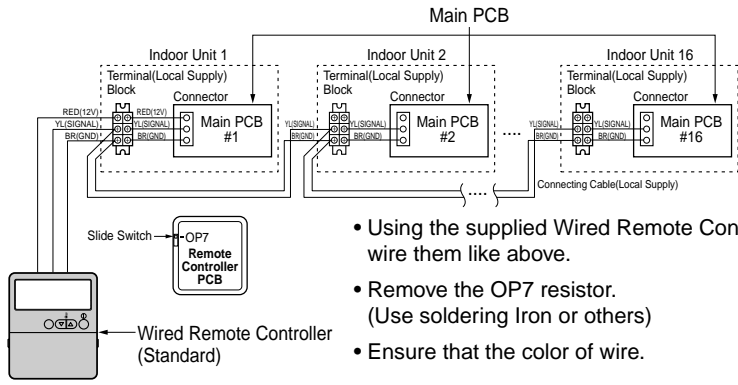 Main PCB
Indoor Unit 1
Indoor Unit 2
Indoor Unit 16
Terminal(Local Supply)
Block
Connector
Terminal(Local Supply)
Block
Connector
Terminal(Local Supply)
Block
Connector
RED(12V)
YL(SIGNAL)
BR(GND)
RED(12V)
YL(SIGNAL)
BR(GND)
Main PCB
#1
YL(SIGNAL)
BR(GND)
YL(SIGNAL)
BR(GND)
Main PCB
#2
....
YL(SIGNAL)
BR(GND)
YL(SIGNAL)
BR(GND)
Main PCB
#16
....
Connecting Cable(Local Supply)
Slide Switch
OP7
Remote
Controller
PCB
Wired Remote Controller
(Standard)
• Using the supplied Wired Remote Con
wire them like above.
• Remove the OP7 resistor.
(Use soldering Iron or others)
• Ensure that the color of wire.